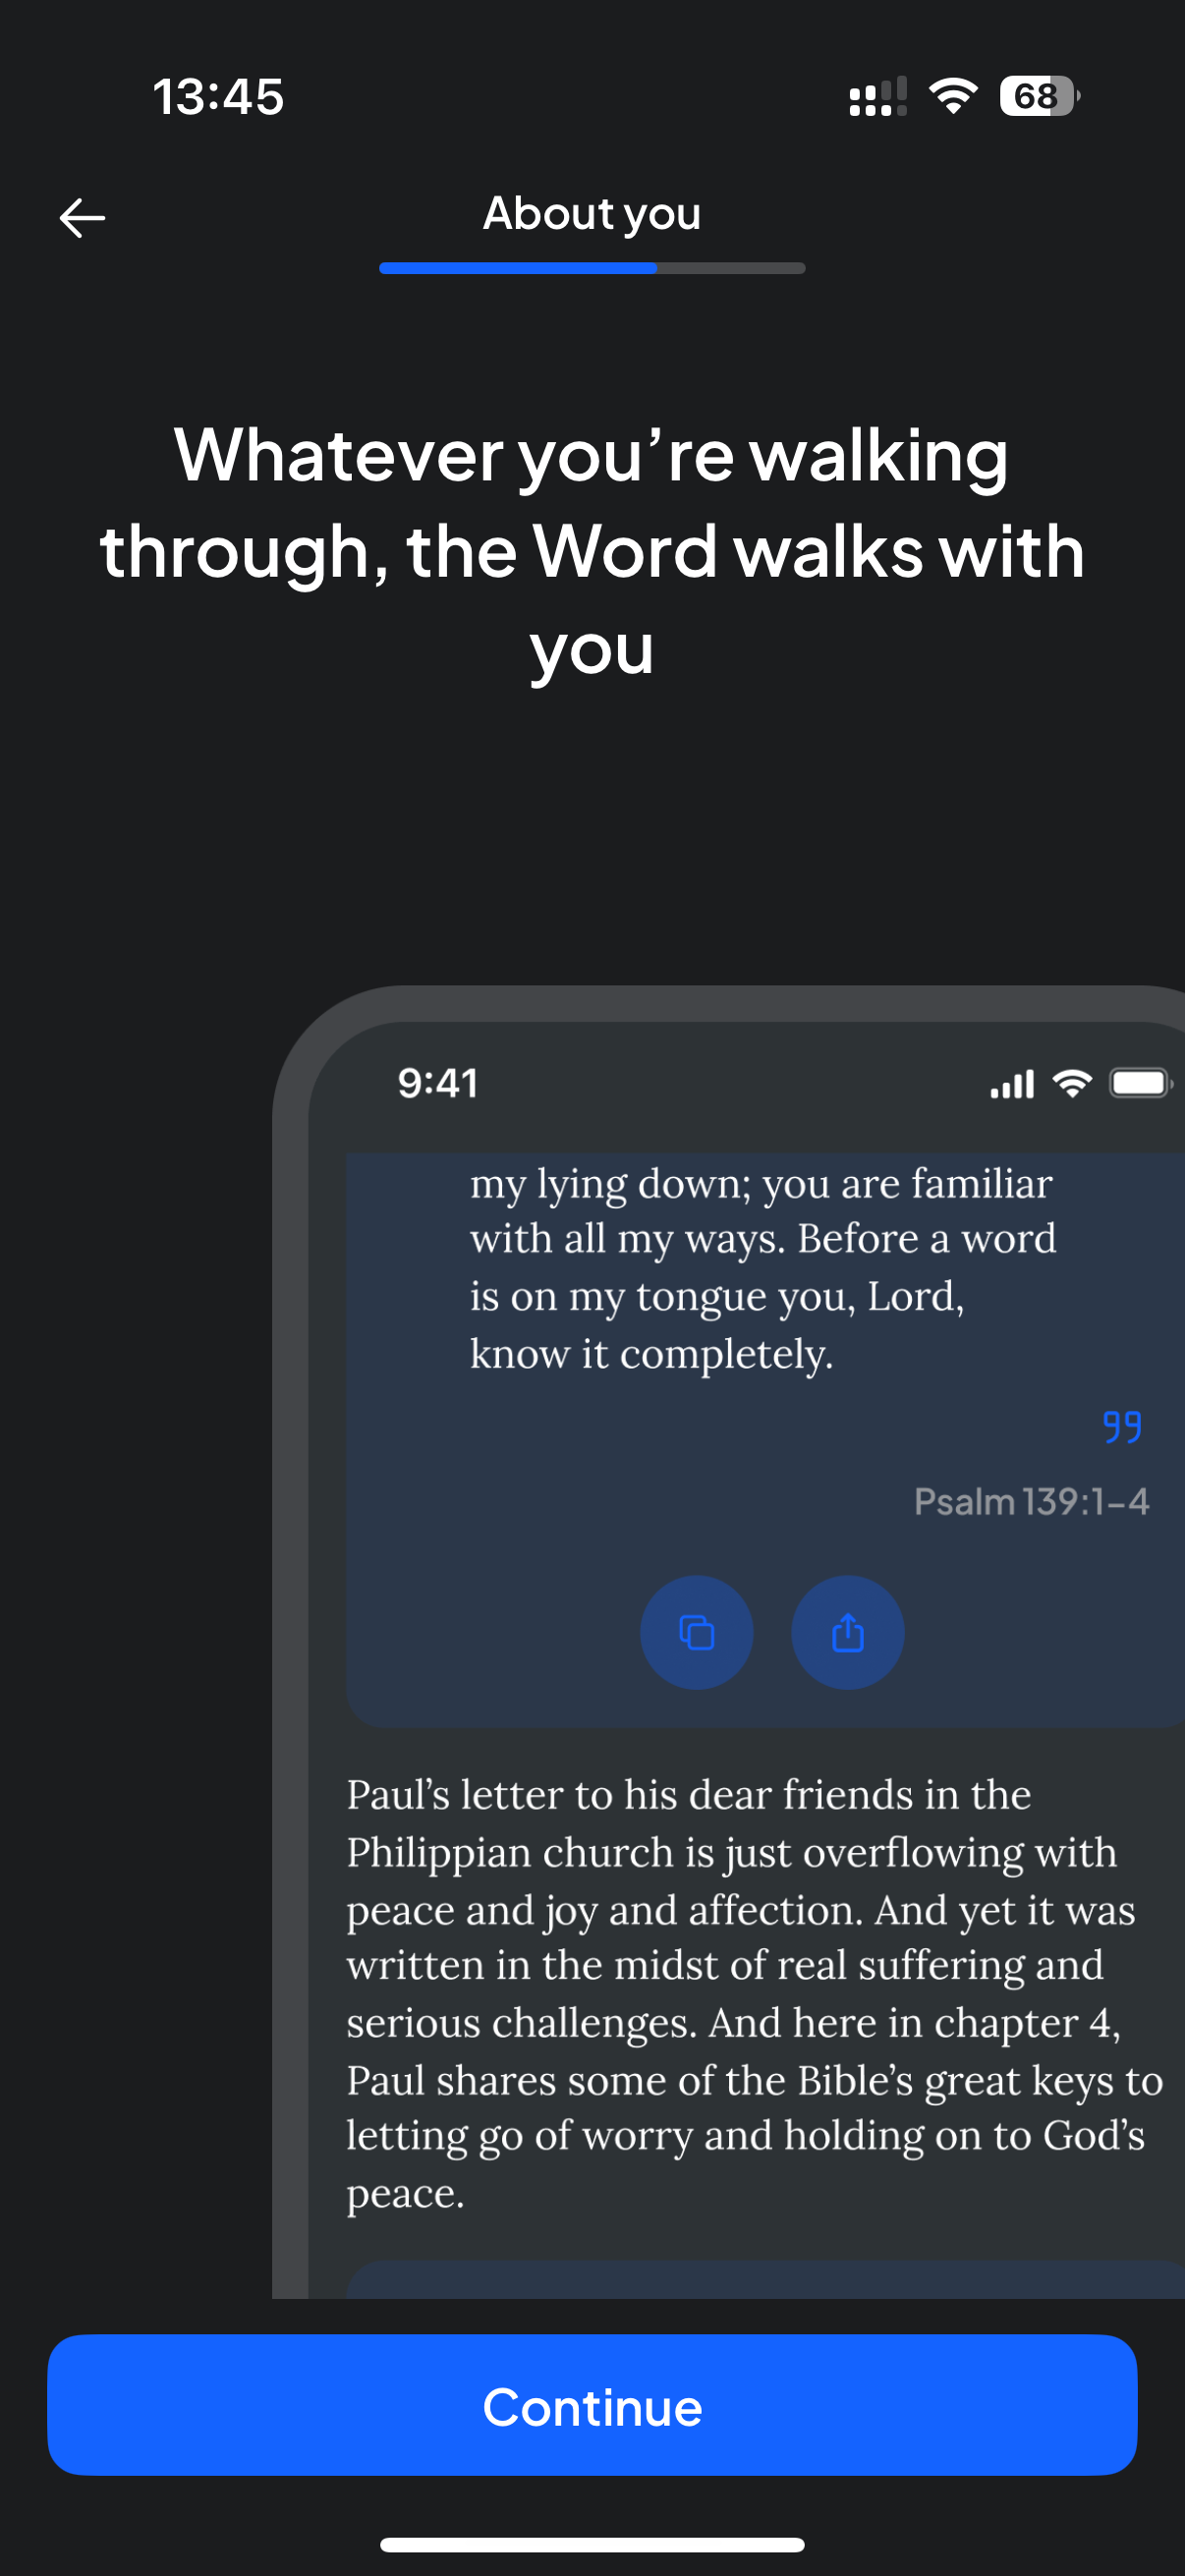 13:45
68
About you
Whatever you’re walking
through, the Word walks with
you
9:41
my lying down; you are familiar
with all my ways. Before a word
is on my tongue you, Lord,
know it completely.
”
Psalm 139:1–4
Paul’s letter to his dear friends in the
Philippian church is just overflowing with
peace and joy and affection. And yet it was
written in the midst of real suffering and
serious challenges. And here in chapter 4,
Paul shares some of the Bible’s great keys to
letting go of worry and holding on to God’s
peace.
Continue